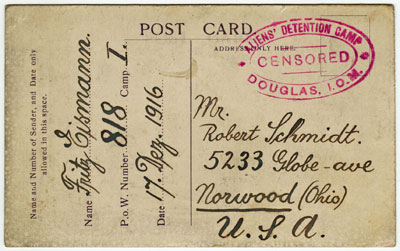 POST CARD.
ADDRESS ONLY HERE.
ALIENS' DETENTION CAMP
CENSORED
DOUGLAS, I.O.M.
Name and Number of Sender, and Date only
allowed in this space.
Name Fritz Eismann.
P.o.W. Number 818 Camp I.
Date 17. Dez. 1916
Mr.
Robert Schmidt.
5233 Globe-ave
Norwood (Ohio)
U.S.A.